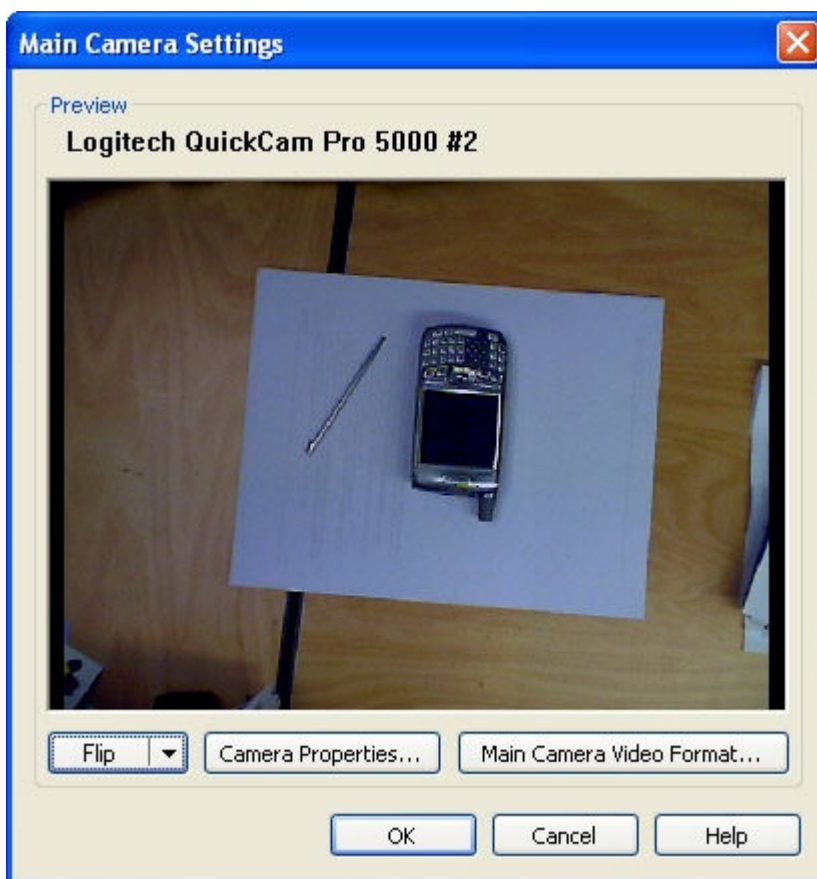 Main Camera Settings
Preview
Logitech QuickCam Pro 5000 #2
Flip
Camera Properties...
Main Camera Video Format...
OK
Cancel
Help